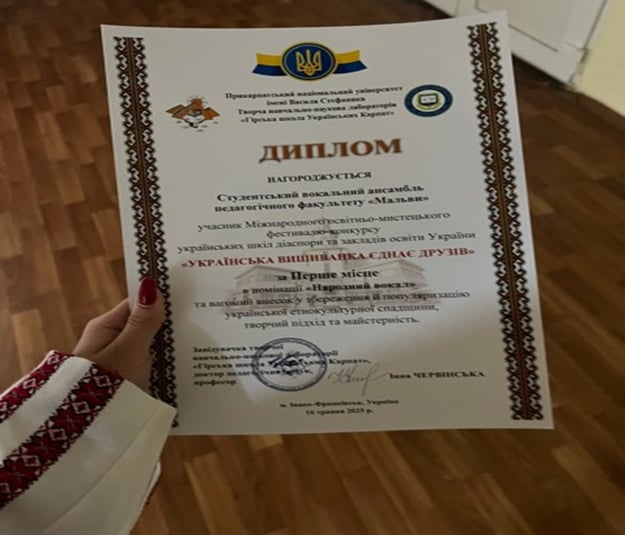 Прикарпатський національний університет
імені Василя Стефаника
Творча навчально-наукова лабораторія
«Гірська школа Українських Карпат»
ДИПЛОМ
НАГОРОДЖУЄТЬСЯ
Студентський вокальний ансамбль
педагогічного факультету «Мальви»
учасник Міжнародного освітньо-мистецького
фестивалю-конкурсу
українських шкіл діаспори та закладів освіти України
«УКРАЇНСЬКА ВИШИВАНКА ЄДНАЄ ДРУЗІВ»
за Перше місце
в номінації «Народний вокал»
та вагомий внесок у збереження й популяризацію
української етнокультурної спадщини,
творчий підхід та майстерність.
Завідувачка творчої
навчально-наукової лабораторії
«Гірська школа Українських Карпат»,
доктор педагогічних наук,
професор
Інна ЧЕРВІНСЬКА
м. Івано-Франківськ, Україна
16 травня 2025 р.